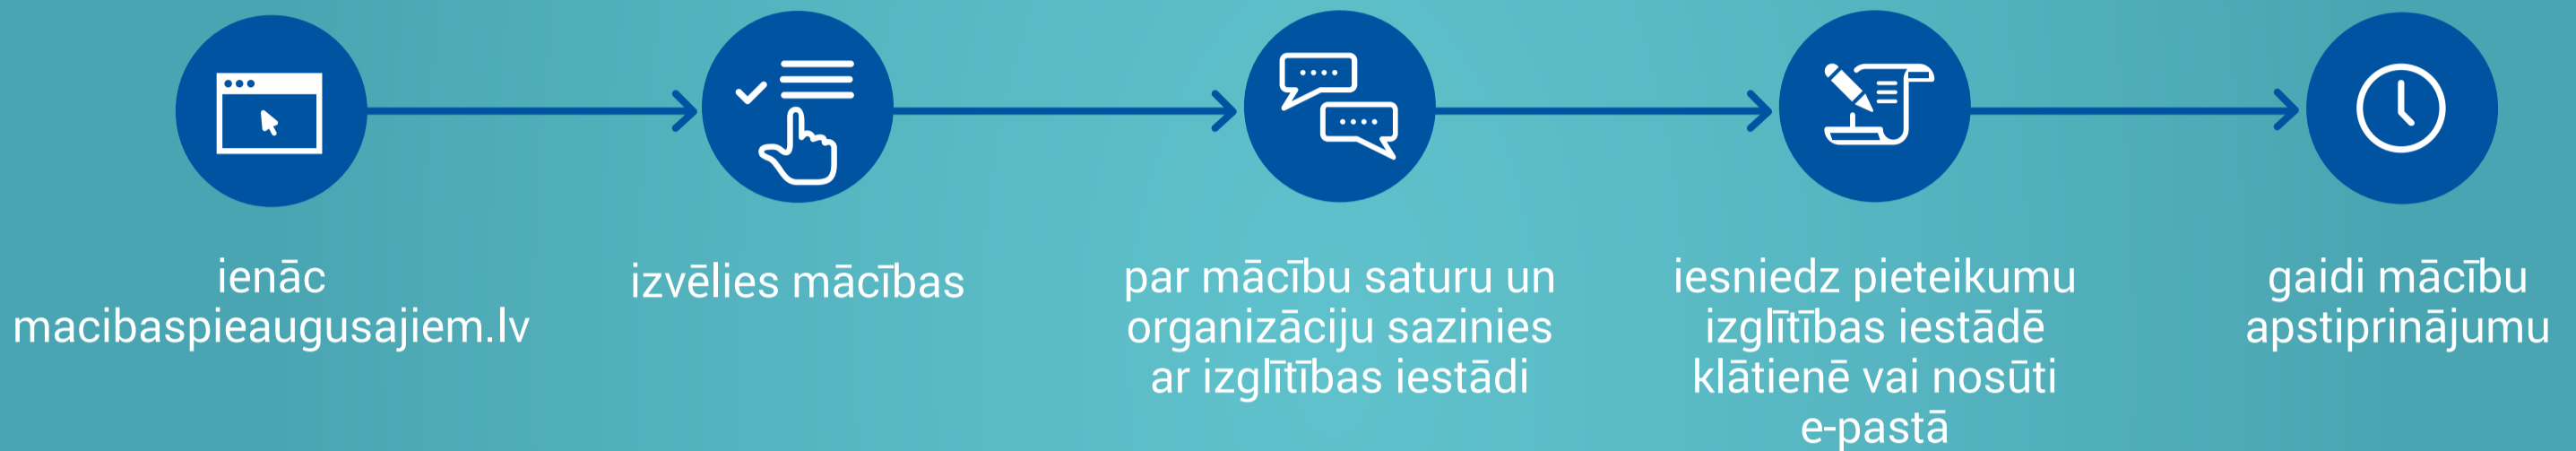 ienāc
macibaspieaugusajiem.lv
izvēlies mācības
par mācību saturu un
organizāciju sazinies
ar izglītības iestādi
iesniedz pieteikumu
izglītības iestādē
klātienē vai nosūti
e-pastā
gaidi mācību
apstiprinājumu